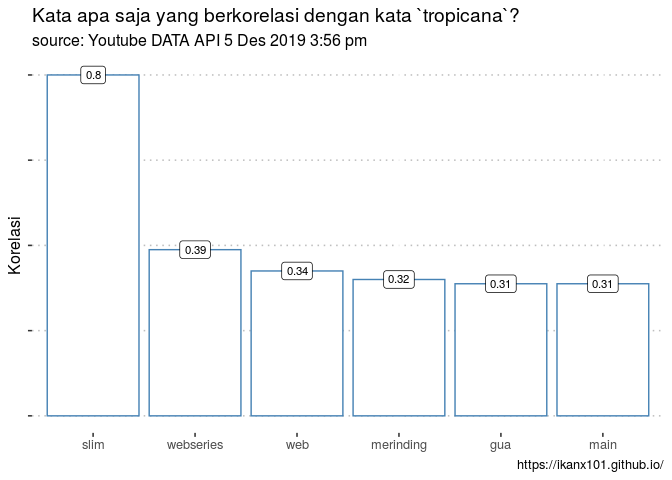 Kata apa saja yang berkorelasi dengan kata `tropicana`?
source: Youtube DATA API 5 Des 2019 3:56 pm
Korelasi
0.8
0.39
0.34
0.32
0.31
0.31
slim
webseries
web
merinding
gua
main
https://ikanx101.github.io/